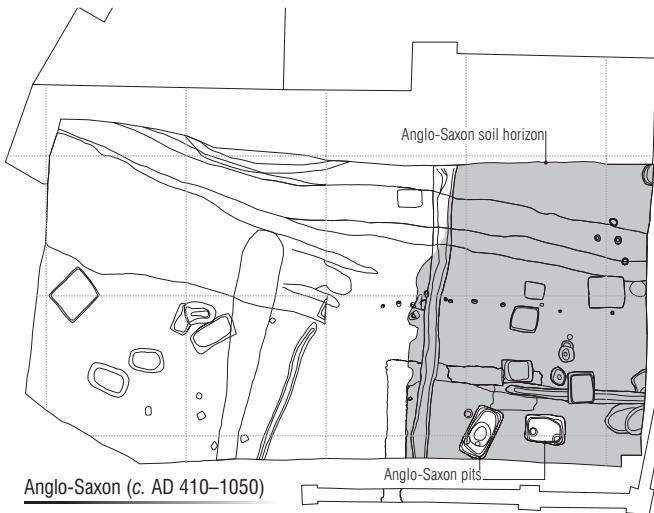 Anglo-Saxon soil horizon
Anglo-Saxon pits
Anglo-Saxon (c. AD 410–1050)